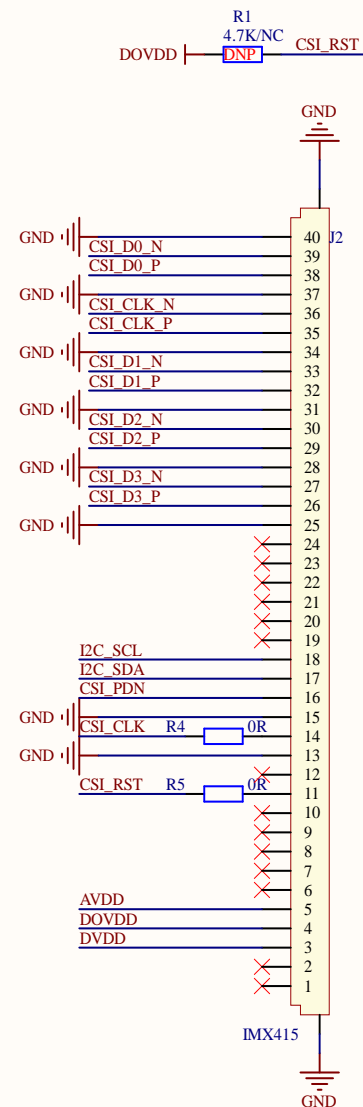 R1
4.7K/NC
DOVDD DNP CSI_RST
GND
40 J2
GND
CSI_D0_N 39
CSI_D0_P 38
GND 37
CSI_CLK_N 36
CSI_CLK_P 35
GND 34
CSI_D1_N 33
CSI_D1_P 32
GND 31
CSI_D2_N 30
CSI_D2_P 29
GND 28
CSI_D3_N 27
CSI_D3_P 26
GND 25
24
23
22
21
20
19
I2C_SCL 18
I2C_SDA 17
CSI_PDN 16
GND 15
CSI_CLK R4 0R 14
GND 13
12
CSI_RST R5 0R 11
10
9
8
7
6
AVDD 5
DOVDD 4
DVDD 3
2
1
IMX415
GND